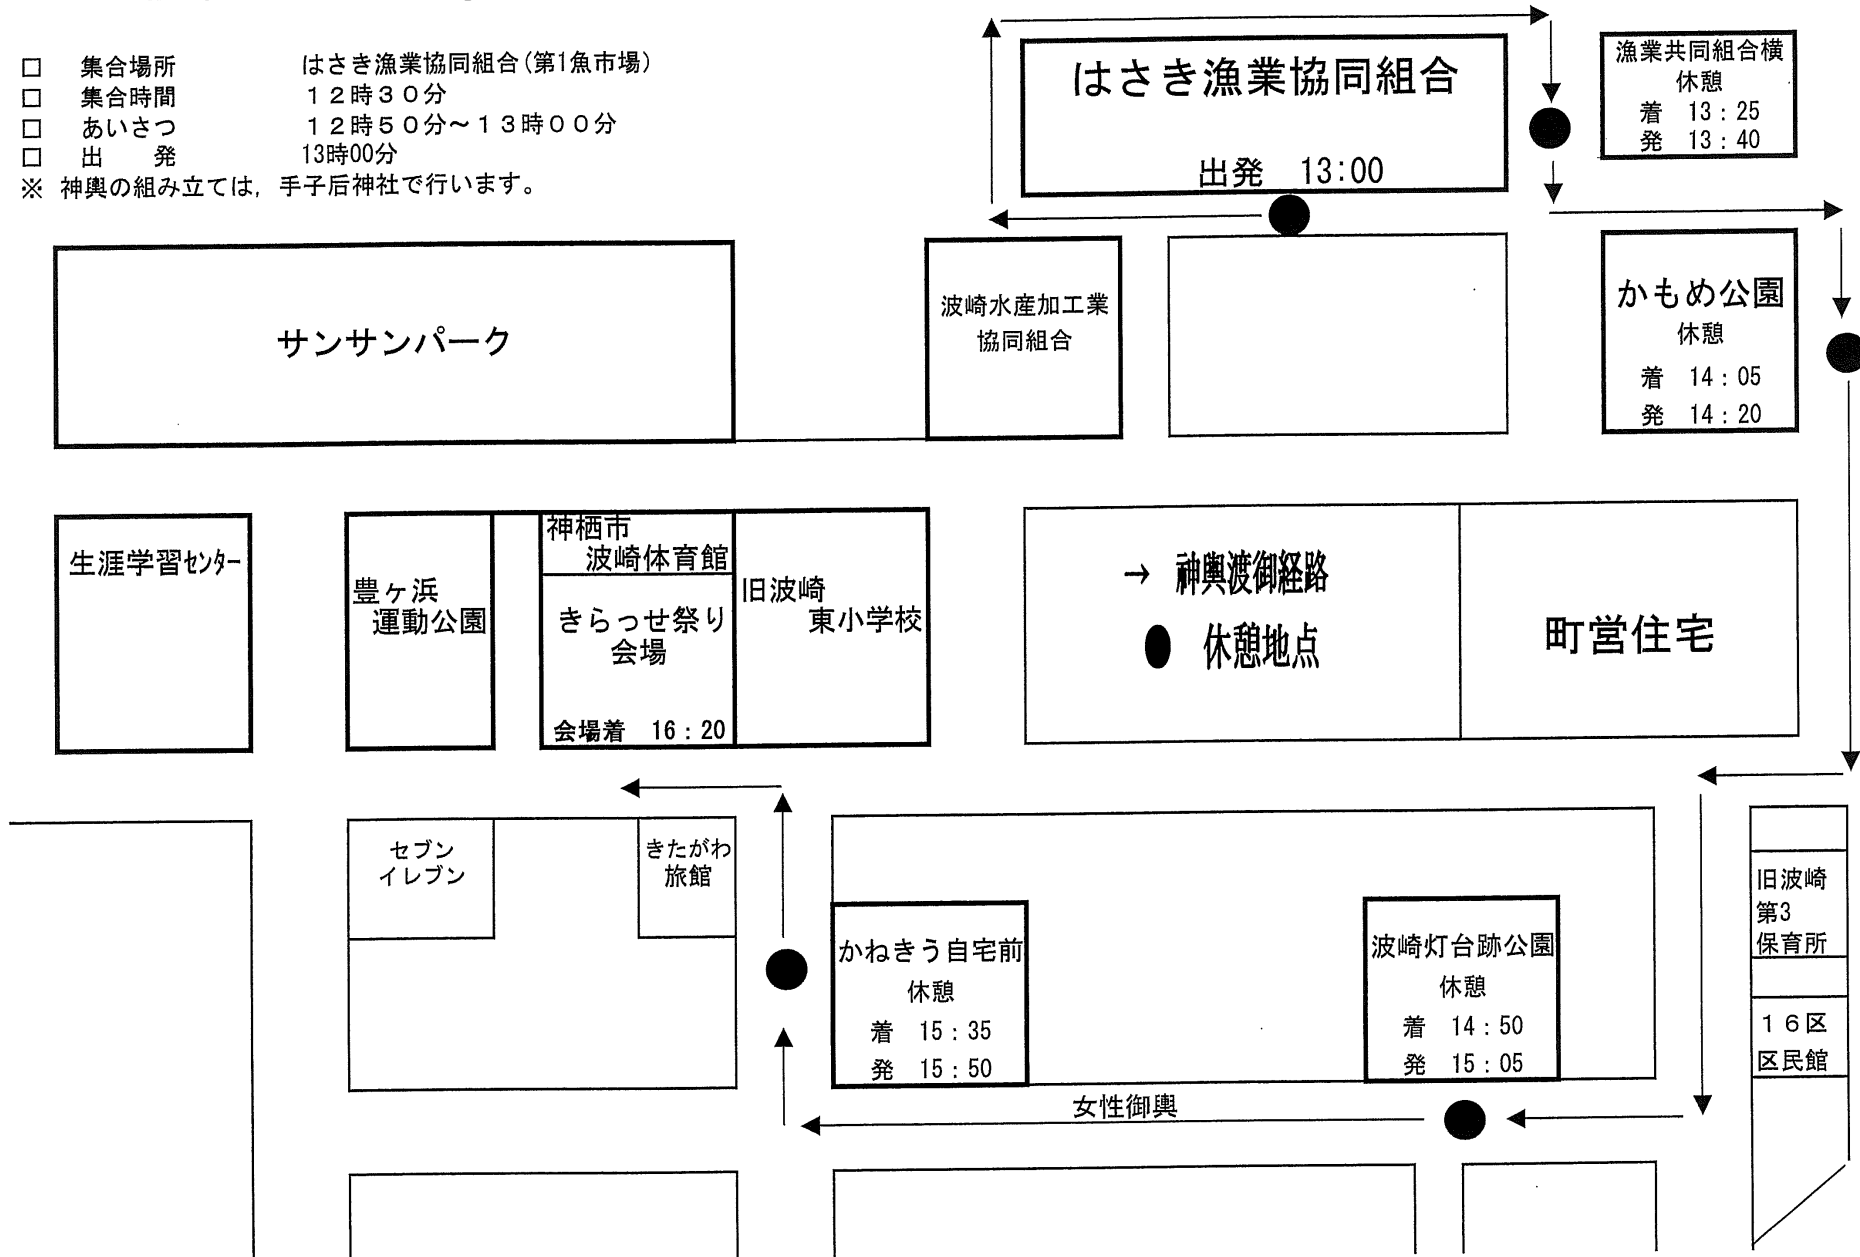 □ 集合場所 はさき漁業協同組合(第1魚市場)
□ 集合時間 １２時３０分
□ あいさつ １２時５０分～１３時００分
□ 出 発 13時00分
※ 神輿の組み立ては，手子后神社で行います。
はさき漁業協同組合
出発 13:00
漁業共同組合横
休憩
着 13：25
発 13：40
サンサンパーク
波崎水産加工業
協同組合
かもめ公園
休憩
着 14：05
発 14：20
生涯学習センター
豊ヶ浜
運動公園
神栖市
波崎体育館
きらっせ祭り
会場
会場着 16：20
旧波崎
東小学校
→ 神輿渡御経路
● 休憩地点
町営住宅
セブン
イレブン
きたがわ
旅館
かねきう自宅前
休憩
着 15：35
発 15：50
波崎灯台跡公園
休憩
着 14：50
発 15：05
旧波崎
第3
保育所
１６区
区民館
女性御輿